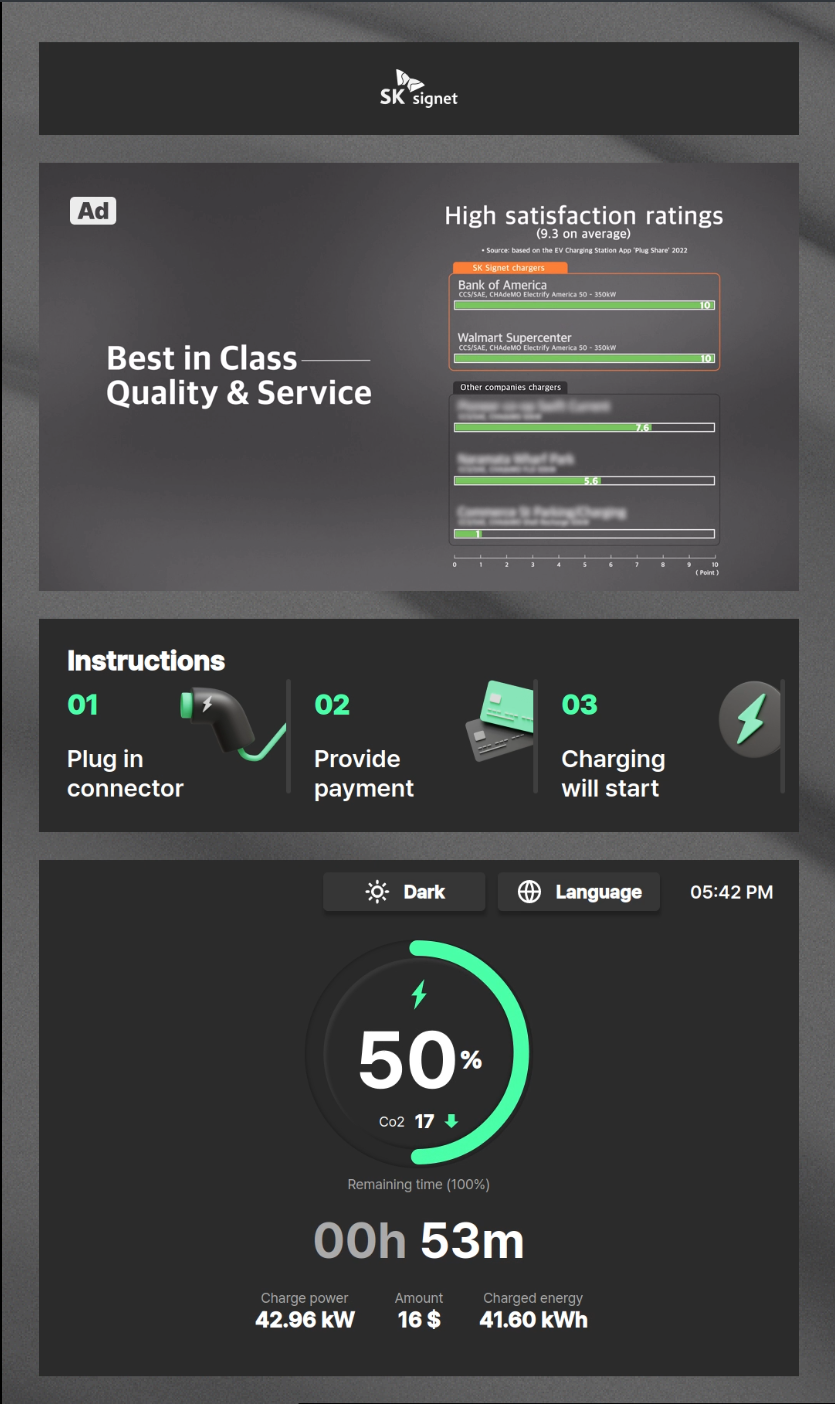 SK signet
Ad
High satisfaction ratings
(9.3 on average)
• Source: based on the EV Charging Station App 'Plug Share' 2022
SK Signet chargers
Bank of America
CCS/SAE, CHAdeMO Electrify America 50 - 350kW
10
Walmart Supercenter
CCS/SAE, CHAdeMO Electrify America 50 - 350kW
10
Best in Class
Quality & Service
Other companies chargers
7.6
5.6
1
0 1 2 3 4 5 6 7 8 9 10
( Point )
Instructions
01
Plug in
connector
02
Provide
payment
03
Charging
will start
Dark
Language
05:42 PM
50%
Co2 17
Remaining time (100%)
00h 53m
Charge power
42.96 kW
Amount
16 $
Charged energy
41.60 kWh